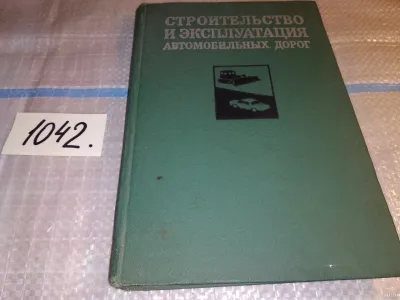 СТРОИТЕЛЬСТВО
И ЭКСПЛУАТАЦИЯ
АВТОМОБИЛЬНЫХ ДОРОГ
1042.